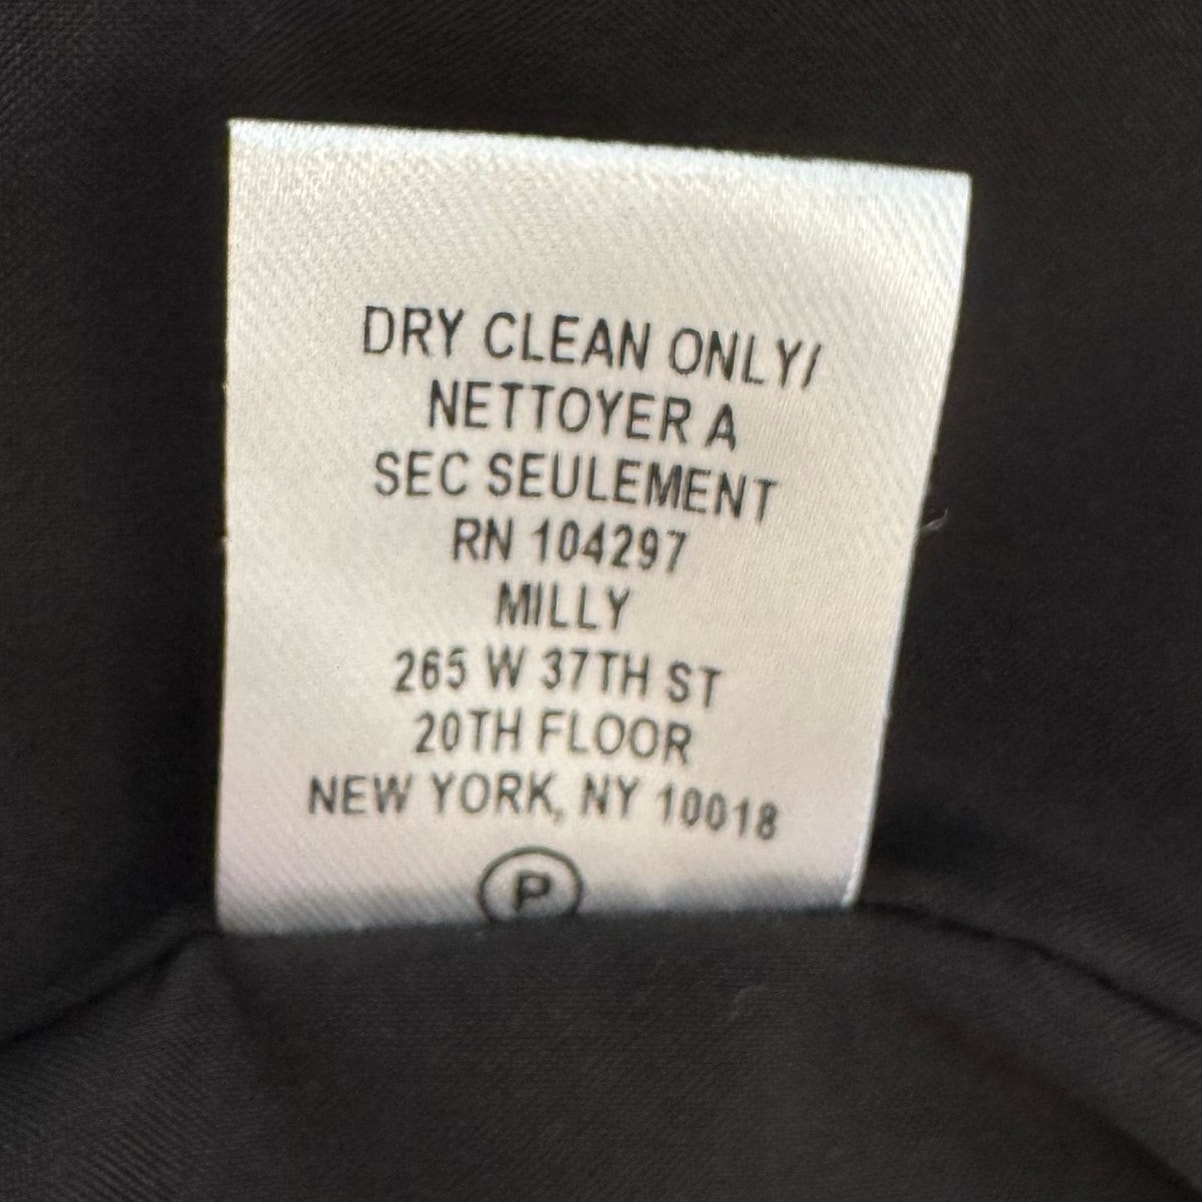 DRY CLEAN ONLY/
NETTOYER A
SEC SEULEMENT
RN 104297
MILLY
265 W 37TH ST
20TH FLOOR
NEW YORK, NY 10018
P